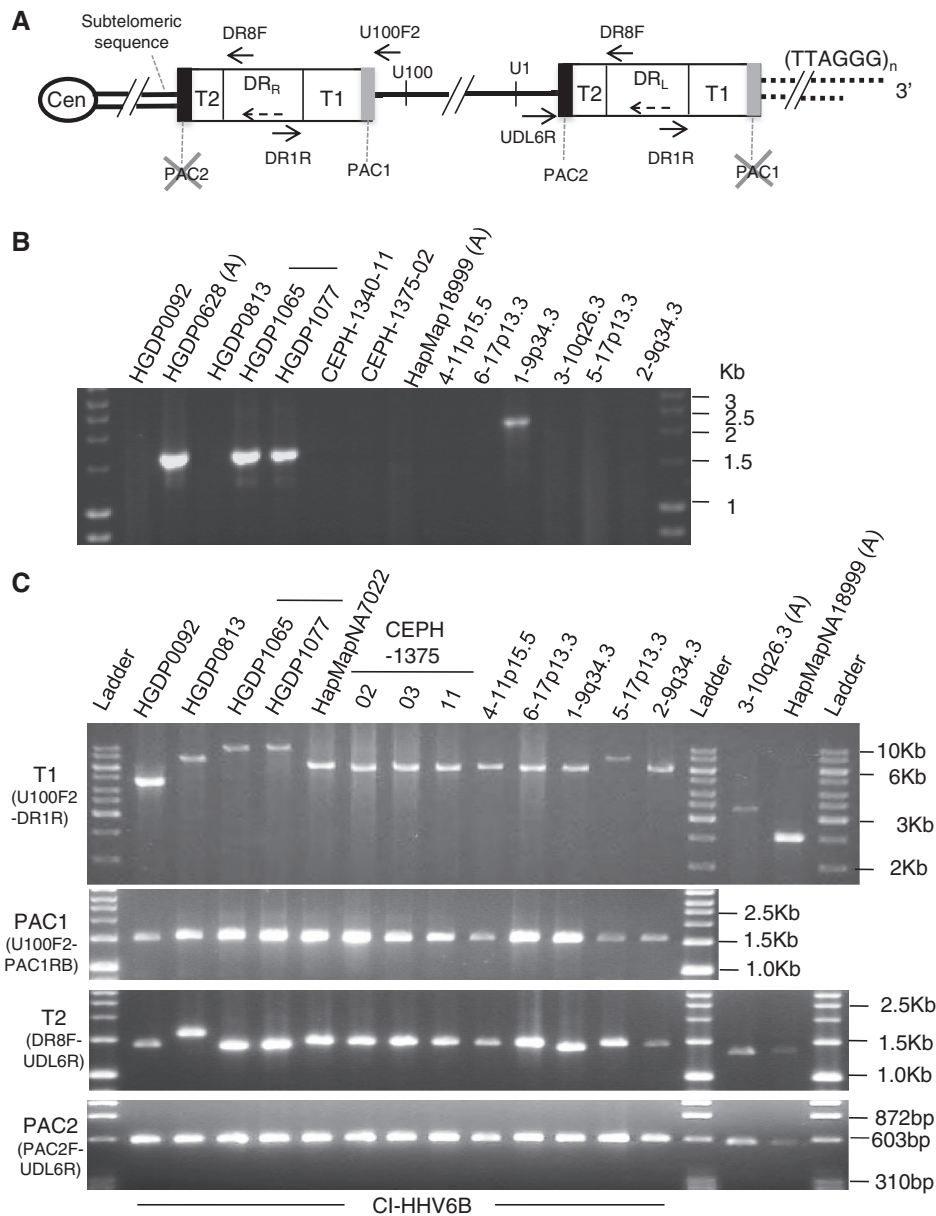 A
Subtelomeric
sequence
DR8F
U100F2
U100
U1
DR8F
(TTAGGG)n
Cen
T2
DRR
T1
T2
DRL
T1
3'
DR1R
UDL6R
DR1R
PAC2
PAC1
PAC2
PAC1
B
HGDP0092
HGDP0628 (A)
HGDP0813
HGDP1065
HGDP1077
CEPH-1340-11
CEPH-1375-02
HapMap18999 (A)
4-11p15.5
6-17p13.3
1-9p34.3
3-10q26.3
5-17p13.3
2-9q34.3
Kb
3
2.5
2
1.5
1
C
Ladder
HGDP0092
HGDP0813
HGDP1065
HGDP1077
HapMapNA7022
CEPH
-1375
02
03
11
4-11p15.5
6-17p13.3
1-9q34.3
5-17p13.3
2-9q34.3
Ladder
3-10q26.3 (A)
HapMapNA18999 (A)
Ladder
T1
(U100F2
-DR1R)
10Kb
6Kb
3Kb
2Kb
PAC1
(U100F2-
PAC1RB)
2.5Kb
1.5Kb
1.0Kb
T2
(DR8F-
UDL6R)
2.5Kb
1.5Kb
1.0Kb
PAC2
(PAC2F-
UDL6R)
872bp
603bp
310bp
CI-HHV6B